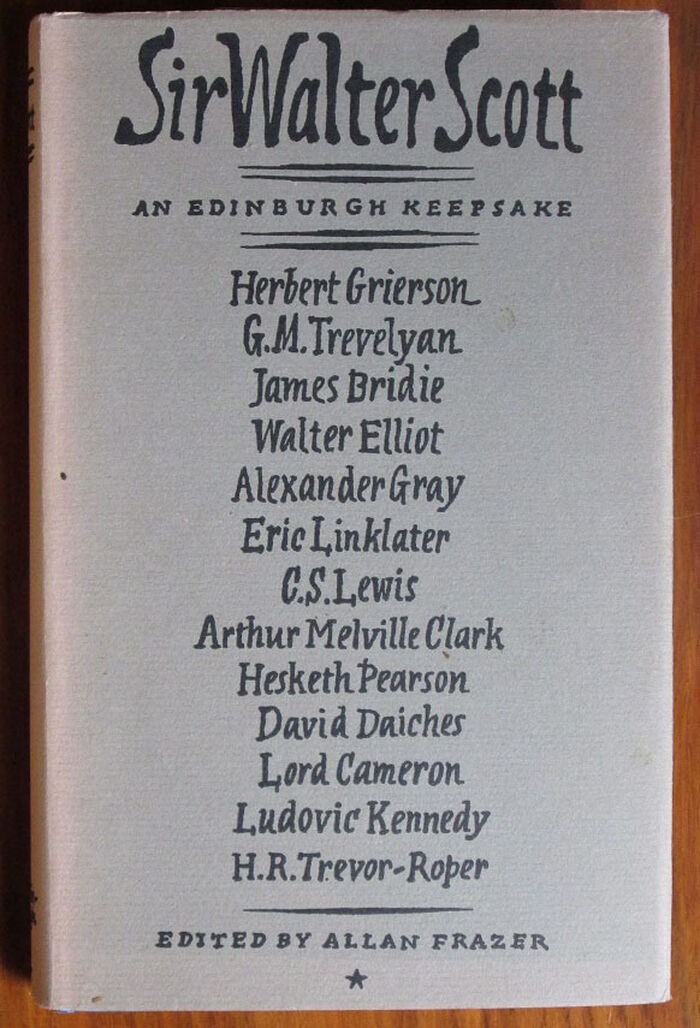 Sir Walter Scott
AN EDINBURGH KEEPSAKE
Herbert Grierson
G.M.Trevelyan
James Bridie
Walter Elliot
Alexander Gray
Eric Linklater
C.S.Lewis
Arthur Melville Clark
Hesketh Pearson
David Daiches
Lord Cameron
Ludovic Kennedy
H.R.Trevor-Roper
EDITED BY ALLAN FRAZER